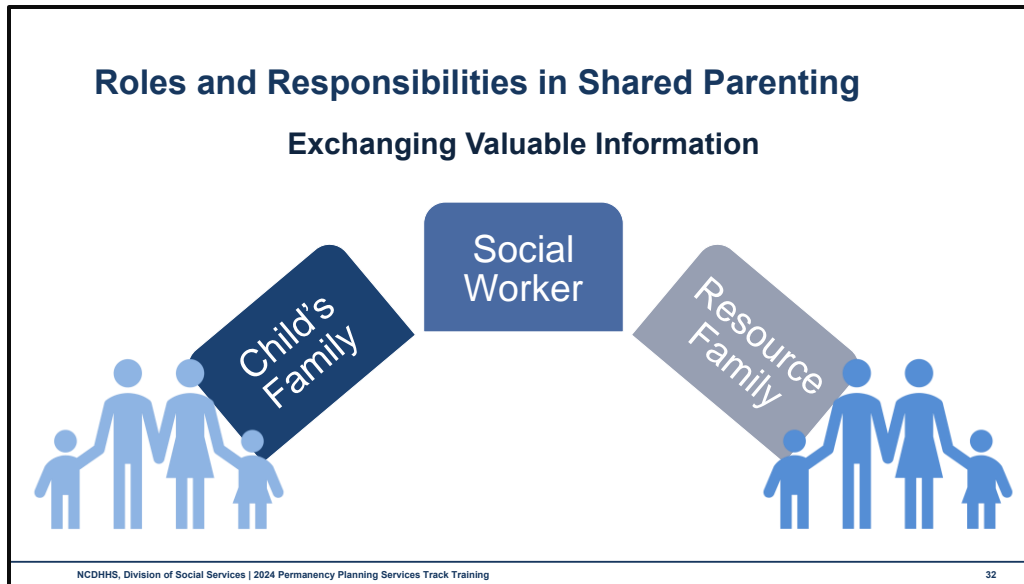 Roles and Responsibilities in Shared Parenting
Exchanging Valuable Information
Child’s
Family
Social
Worker
Resource
Family
NCDHHS, Division of Social Services | 2024 Permanency Planning Services Track Training
32